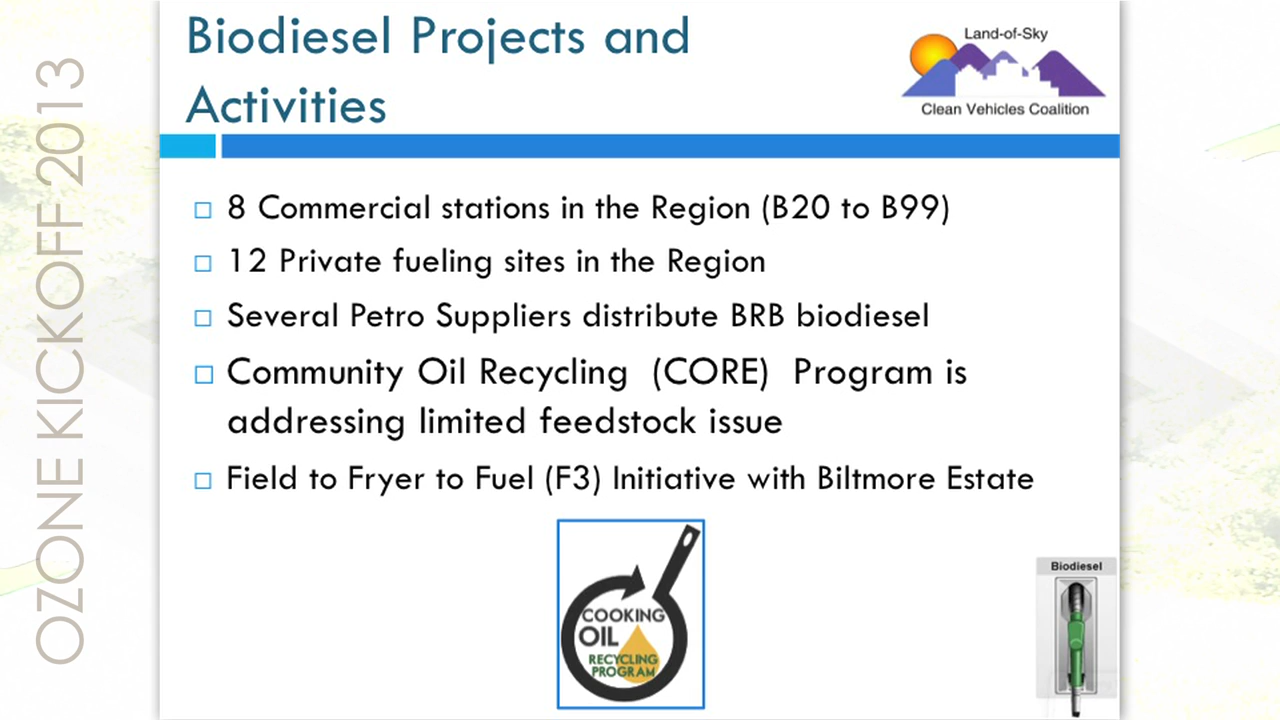 OZONE KICKOFF 2013
Biodiesel Projects and
Activities
Land-of-Sky
Clean Vehicles Coalition
8 Commercial stations in the Region (B20 to B99)
12 Private fueling sites in the Region
Several Petro Suppliers distribute BRB biodiesel
Community Oil Recycling (CORE) Program is
addressing limited feedstock issue
Field to Fryer to Fuel (F3) Initiative with Biltmore Estate
COOKING
OIL
RECYCLING
PROGRAM
Biodiesel